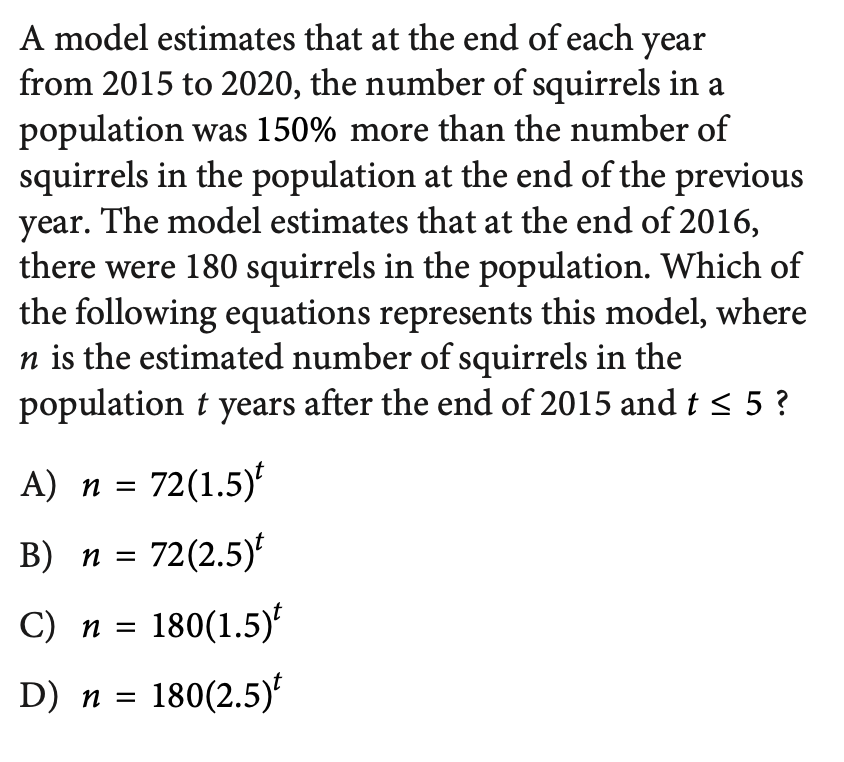 A model estimates that at the end of each year
from 2015 to 2020, the number of squirrels in a
population was 150% more than the number of
squirrels in the population at the end of the previous
year. The model estimates that at the end of 2016,
there were 180 squirrels in the population. Which of
the following equations represents this model, where
n is the estimated number of squirrels in the
population t years after the end of 2015 and t ≤ 5 ?
A) n = 72(1.5)^t
B) n = 72(2.5)^t
C) n = 180(1.5)^t
D) n = 180(2.5)^t